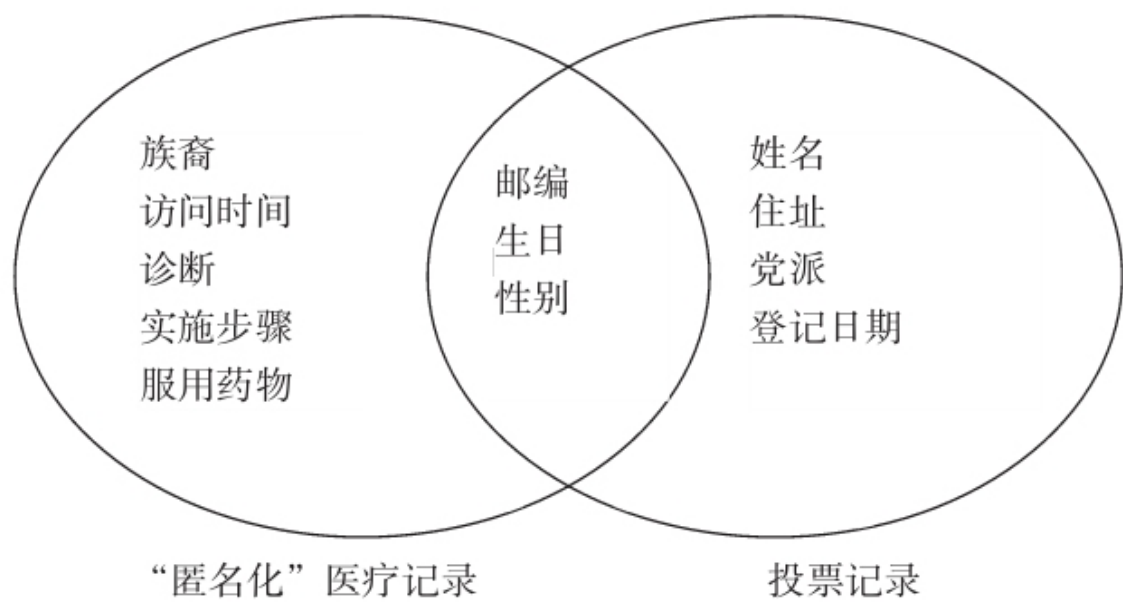 族裔
访问时间
诊断
实施步骤
服用药物
邮编
生日
性别
姓名
住址
党派
登记日期
“匿名化”医疗记录
投票记录